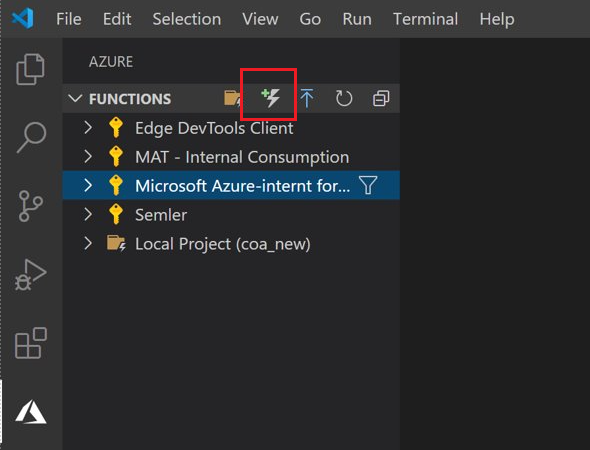 File Edit Selection View Go Run Terminal Help
AZURE
FUNCTIONS
Edge DevTools Client
MAT - Internal Consumption
Microsoft Azure-internt for...
Semler
Local Project (coa_new)